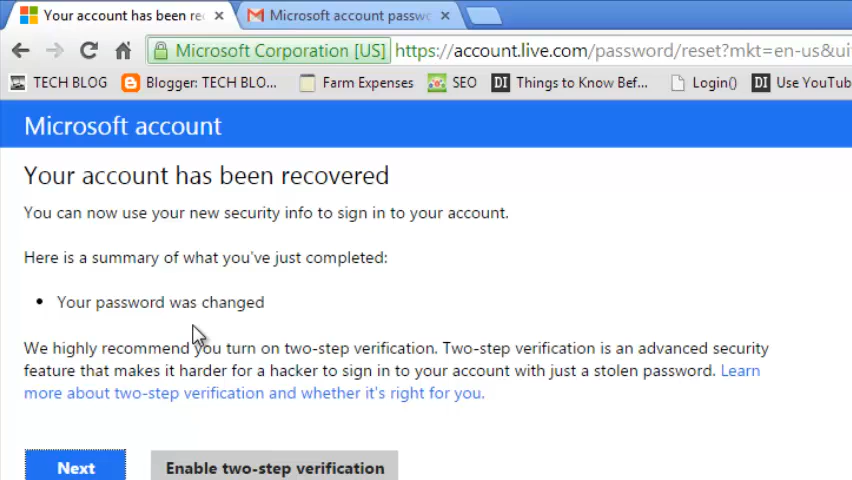 Your account has been re
Microsoft account passwo
Microsoft Corporation [US] https://account.live.com/password/reset?mkt=en-us&ui
TECH BLOG Blogger: TECH BLO... Farm Expenses SEO DI Things to Know Bef... Login() DI Use YouTub
Microsoft account
Your account has been recovered
You can now use your new security info to sign in to your account.
Here is a summary of what you've just completed:
• Your password was changed
We highly recommend you turn on two-step verification. Two-step verification is an advanced security
feature that makes it harder for a hacker to sign in to your account with just a stolen password. Learn
more about two-step verification and whether it's right for you.
Next Enable two-step verification